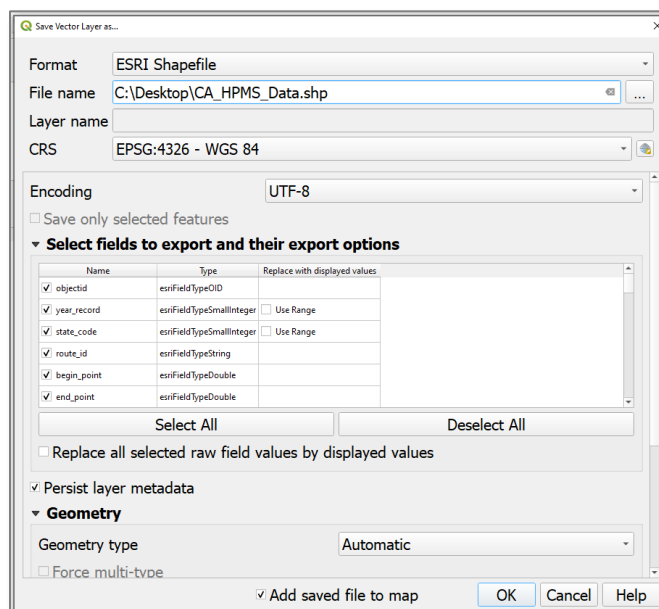 Save Vector Layer as...
Format ESRI Shapefile
File name C:\Desktop\CA_HPMS_Data.shp ...
Layer name
CRS EPSG:4326 - WGS 84
Encoding UTF-8
Save only selected features
Select fields to export and their export options
Name Type Replace with displayed values
objectid esriFieldTypeOID
year_record esriFieldTypeSmallInteger Use Range
state_code esriFieldTypeSmallInteger Use Range
route_id esriFieldTypeString
begin_point esriFieldTypeDouble
end_point esriFieldTypeDouble
Select All Deselect All
Replace all selected raw field values by displayed values
Persist layer metadata
Geometry
Geometry type Automatic
Force multi-type
Add saved file to map OK Cancel Help